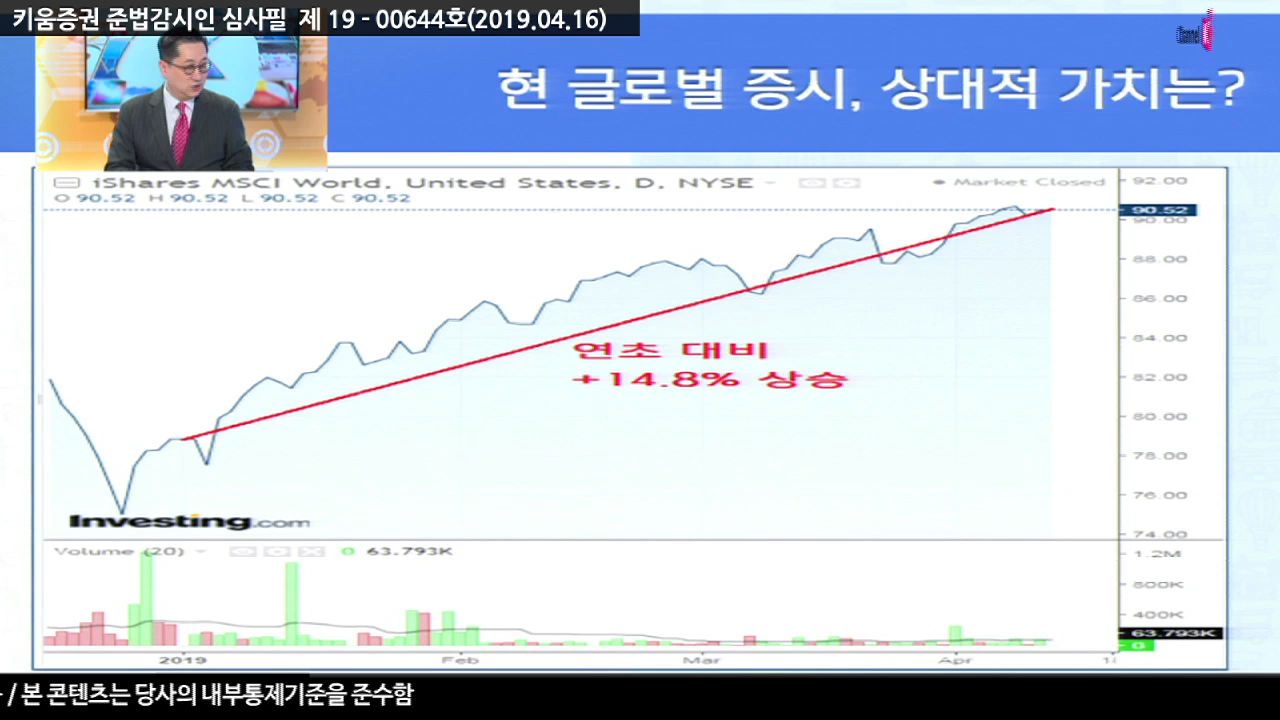 키움증권 준법감시인 심사필 제 19 - 00644호(2019.04.16)
현 글로벌 증시, 상대적 가치는?
iShares MSCI World, United States, D, NYSE
Market Closed
O 90.52 H 90.52 L 90.52 C 90.52
92.00
90.52
90.00
88.00
86.00
84.00
82.00
80.00
78.00
76.00
74.00
연초 대비
+14.8% 상승
Investing.com
Volume (20)
0 63.793K
1.2M
800K
400K
63.793K
0
2019 Feb Mar Apr
/ 본 콘텐츠는 당사의 내부통제기준을 준수함